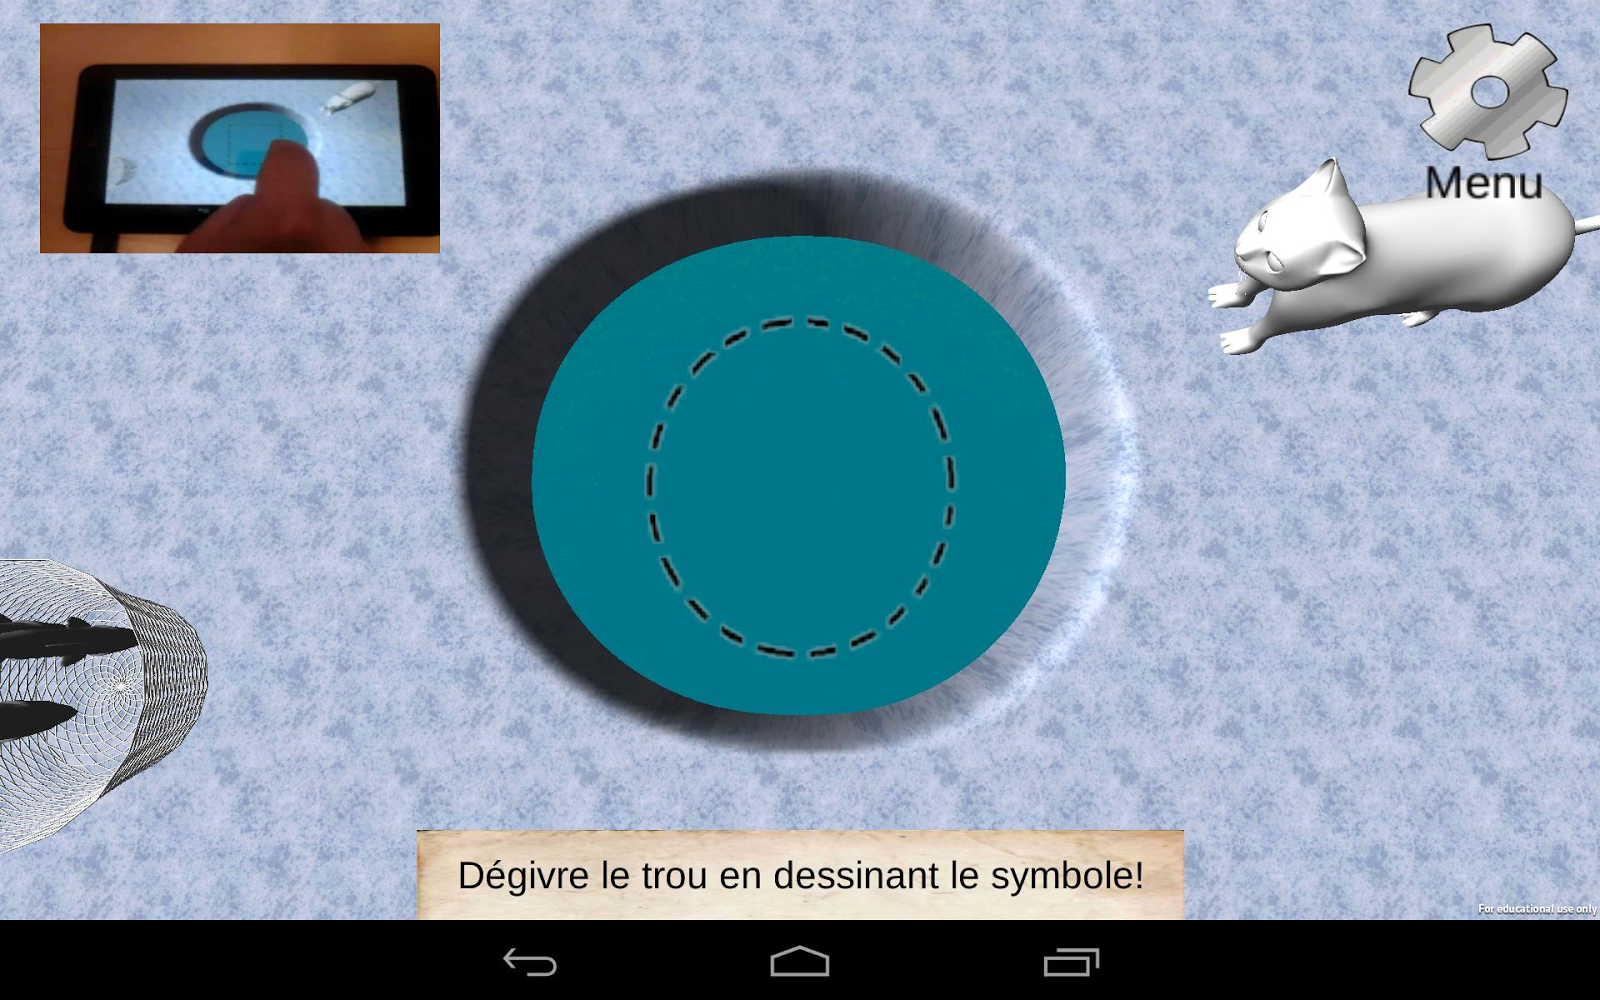 Menu
Dégivre le trou en dessinant le symbole!
For educational use only